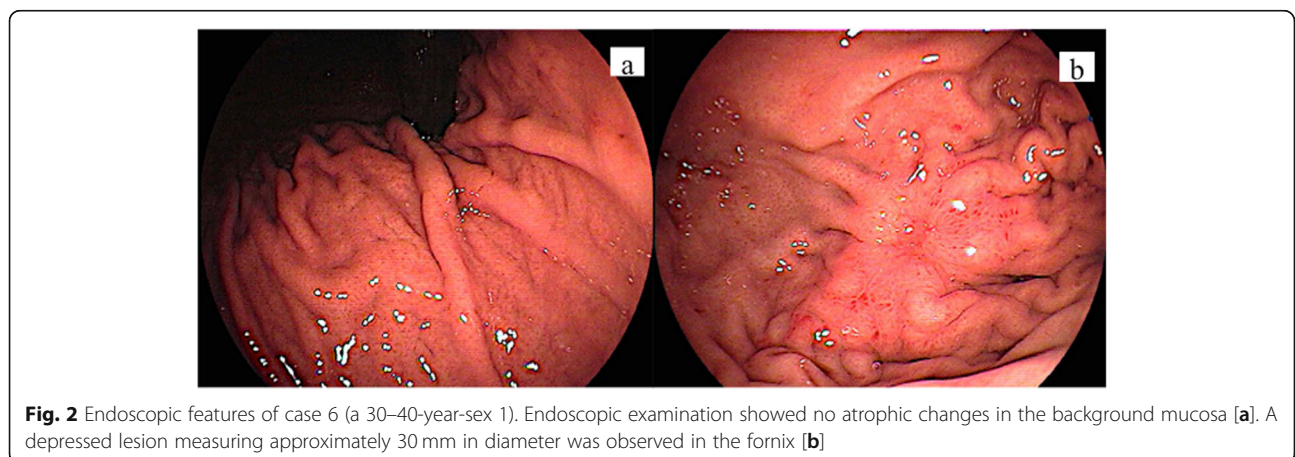 a
b
Fig. 2 Endoscopic features of case 6 (a 30–40-year-sex 1). Endoscopic examination showed no atrophic changes in the background mucosa [a]. A
depressed lesion measuring approximately 30 mm in diameter was observed in the fornix [b]